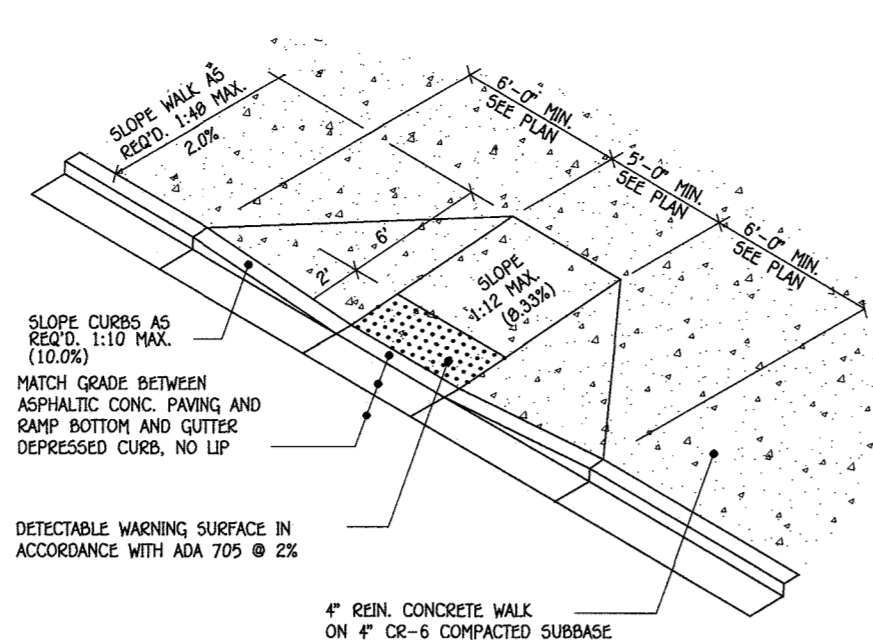 SLOPE WALK AS
REQ'D. 1:48 MAX.
2.0%
6'-0" MIN.
SEE PLAN
5'-0" MIN.
SEE PLAN
6'-0" MIN.
SEE PLAN
6'
2'
SLOPE
1:12 MAX.
(8.33%)
SLOPE CURBS AS
REQ'D. 1:10 MAX.
(10.0%)
MATCH GRADE BETWEEN
ASPHALTIC CONC. PAVING AND
RAMP BOTTOM AND GUTTER
DEPRESSED CURB, NO LIP
DETECTABLE WARNING SURFACE IN
ACCORDANCE WITH ADA 705 @ 2%
4" REIN. CONCRETE WALK
ON 4" CR-6 COMPACTED SUBBASE